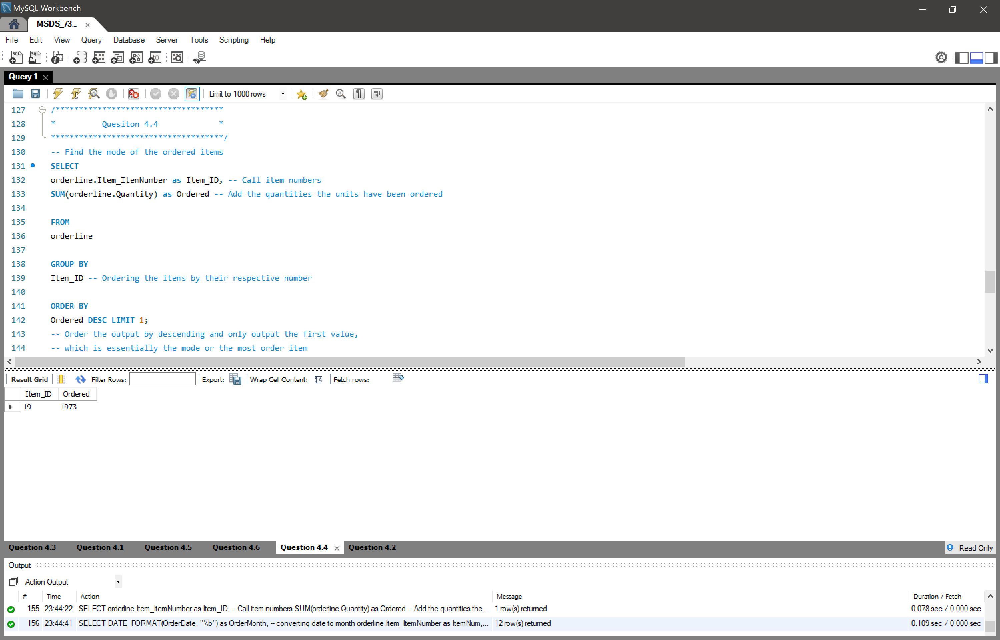 MySQL Workbench
MSDS_73...
File Edit View Query Database Server Tools Scripting Help
Query 1
Limit to 1000 rows
127 /************************************
128 * Quesiton 4.4 *
129 *************************************/
130 -- Find the mode of the ordered items
131 SELECT
132 orderline.Item_ItemNumber as Item_ID, -- Call item numbers
133 SUM(orderline.Quantity) as Ordered -- Add the quantities the units have been ordered
134
135 FROM
136 orderline
137
138 GROUP BY
139 Item_ID -- Ordering the items by their respective number
140
141 ORDER BY
142 Ordered DESC LIMIT 1;
143 -- Order the output by descending and only output the first value,
144 -- which is essentially the mode or the most order item
Result Grid Filter Rows: Export: Wrap Cell Content: Fetch rows:
Item_ID Ordered
19 1973
Question 4.3 Question 4.1 Question 4.5 Question 4.6 Question 4.4 Question 4.2 Read Only
Output
Action Output
# Time Action Message Duration / Fetch
155 23:44:22 SELECT orderline.Item_ItemNumber as Item_ID, -- Call item numbers SUM(orderline.Quantity) as Ordered -- Add the quantities the... 1 row(s) returned 0.078 sec / 0.000 sec
156 23:44:41 SELECT DATE_FORMAT(OrderDate, "%b") as OrderMonth, -- converting date to month orderline.Item_ItemNumber as ItemNum,... 12 row(s) returned 0.109 sec / 0.000 sec